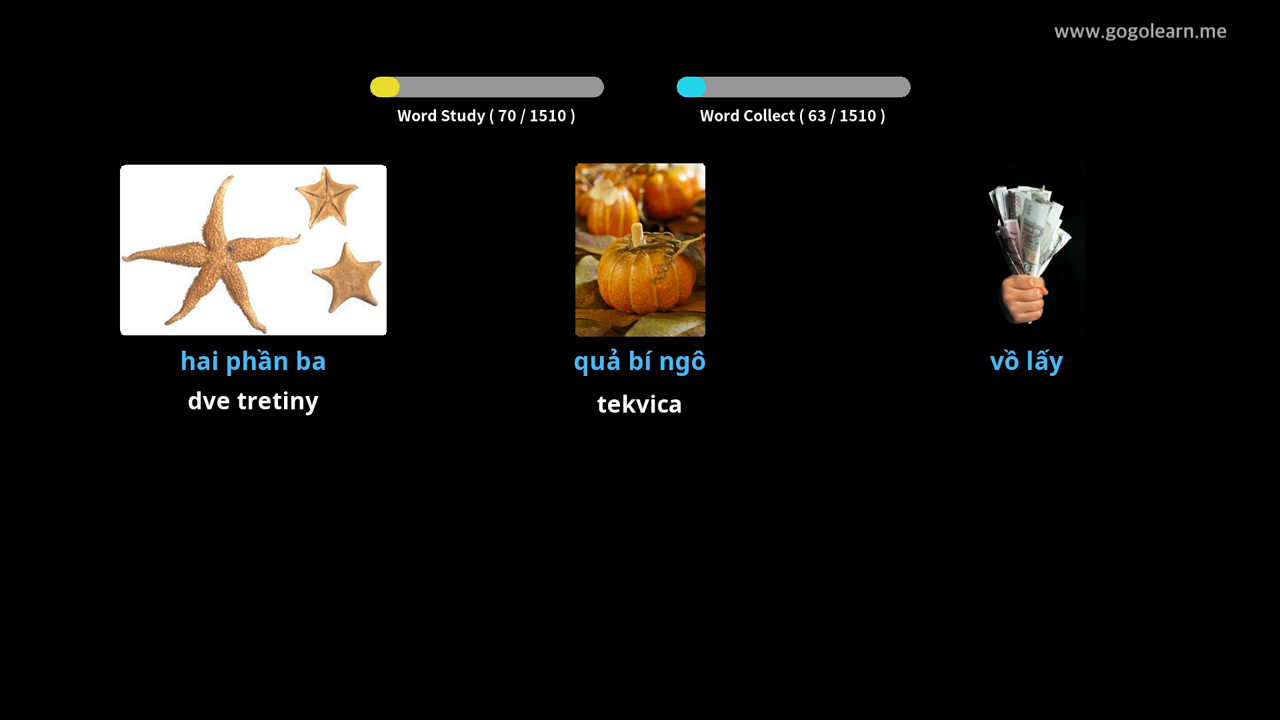 www.gogolearn.me
Word Study ( 70 / 1510 )
Word Collect ( 63 / 1510 )
hai phần ba
dve tretiny
quả bí ngô
tekvica
vồ lấy